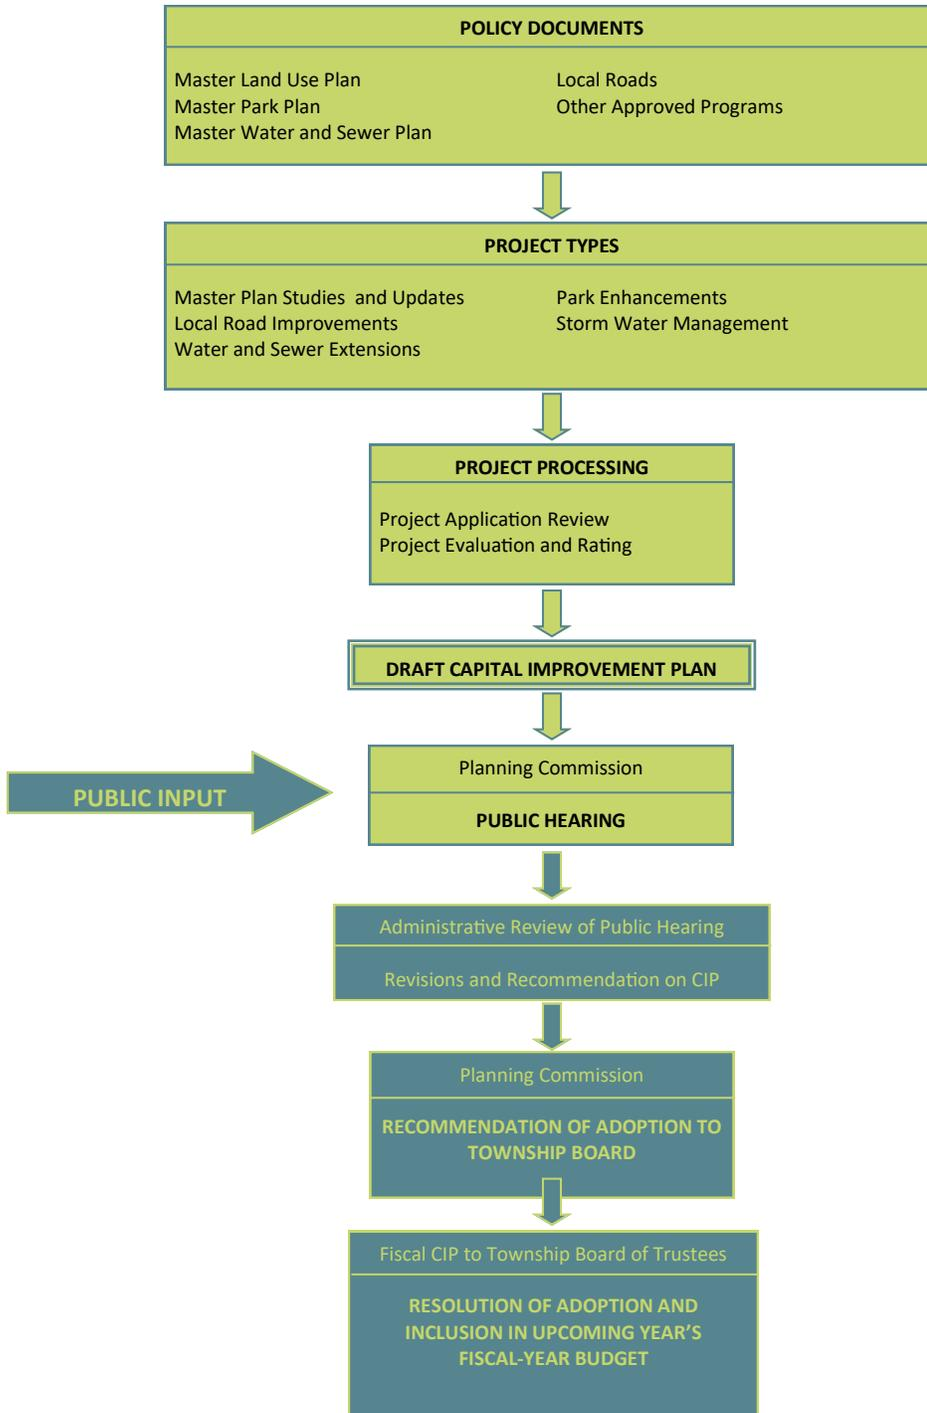 POLICY DOCUMENTS
Master Land Use Plan
Master Park Plan
Master Water and Sewer Plan
Local Roads
Other Approved Programs
PROJECT TYPES
Master Plan Studies and Updates
Local Road Improvements
Water and Sewer Extensions
Park Enhancements
Storm Water Management
PROJECT PROCESSING
Project Application Review
Project Evaluation and Rating
DRAFT CAPITAL IMPROVEMENT PLAN
PUBLIC INPUT
Planning Commission
PUBLIC HEARING
Administrative Review of Public Hearing
Revisions and Recommendation on CIP
Planning Commission
RECOMMENDATION OF ADOPTION TO
TOWNSHIP BOARD
Fiscal CIP to Township Board of Trustees
RESOLUTION OF ADOPTION AND
INCLUSION IN UPCOMING YEAR'S
FISCAL-YEAR BUDGET